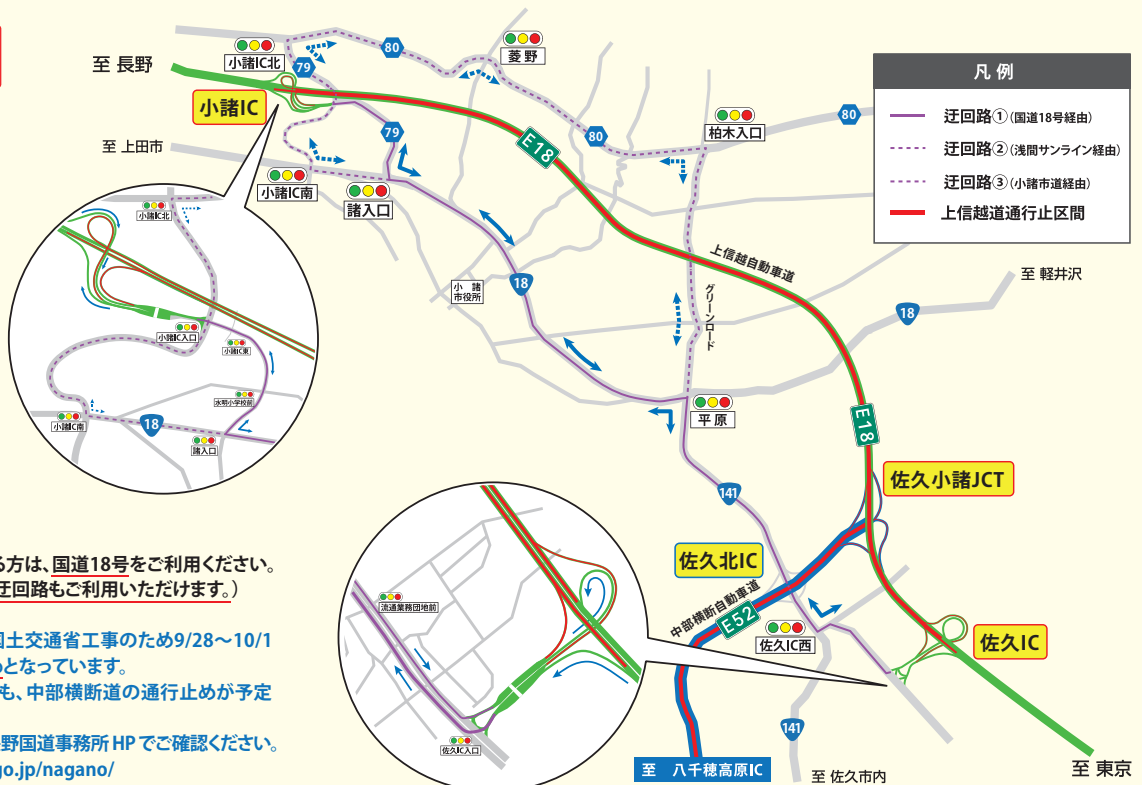 至 長野
小諸IC北
79
80
菱野
小諸IC
至 上田市
79
E18
80
柏木入口
80
小諸IC南
諸入口
凡例
迂回路①(国道18号経由)
迂回路②(浅間サンライン経由)
迂回路③(小諸市道経由)
上信越道通行止区間
小諸IC北
小諸IC入口
小諸IC東
水明小学校前
小諸IC南
18
諸入口
小諸
市役所
18
上信越自動車道
グリーンロード
至 軽井沢
18
平原
E18
141
佐久小諸JCT
佐久北IC
中部横断自動車道
E52
佐久IC西
佐久IC
流通業務団地前
佐久IC入口
141
至 八千穂高原IC
至 佐久市内
至 東京
る方は、国道18号をご利用ください。
迂回路もご利用いただけます。)
国土交通省工事のため9/28〜10/1
となっています。
も、中部横断道の通行止めが予定
野国道事務所HPでご確認ください。
go.jp/nagano/